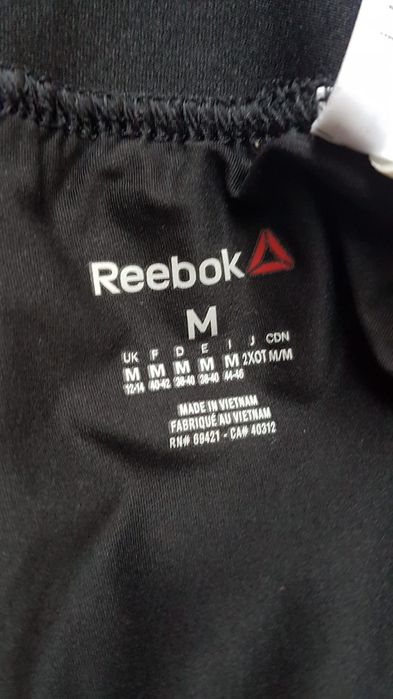 Reebok
M
UK F D E I J CDN
M M M M M 2XOT M/M
12-14 40-42 38-40 38-40 44-46
MADE IN VIETNAM
FABRIQUÉ AU VIETNAM
RN# 69421 - CA# 40312